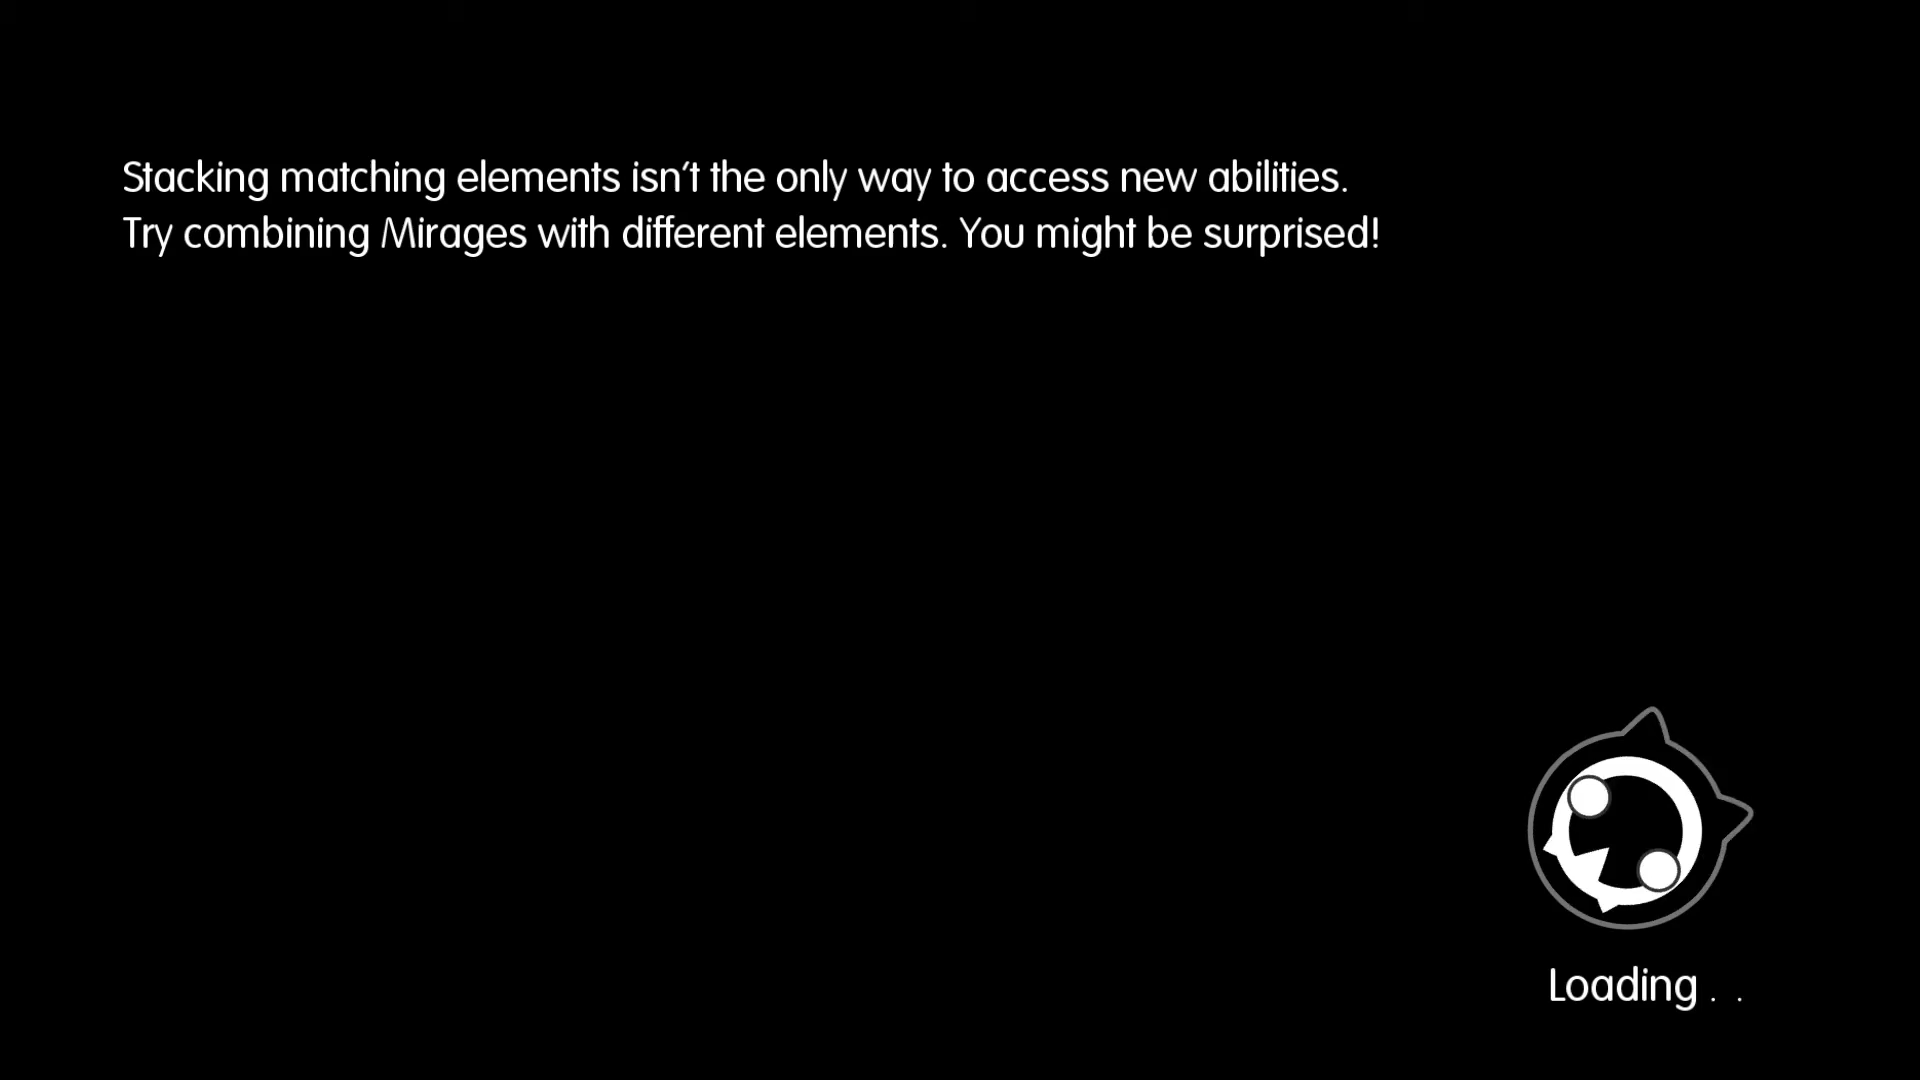 Stacking matching elements isn’t the only way to access new abilities.
Try combining Mirages with different elements. You might be surprised!
Loading . .